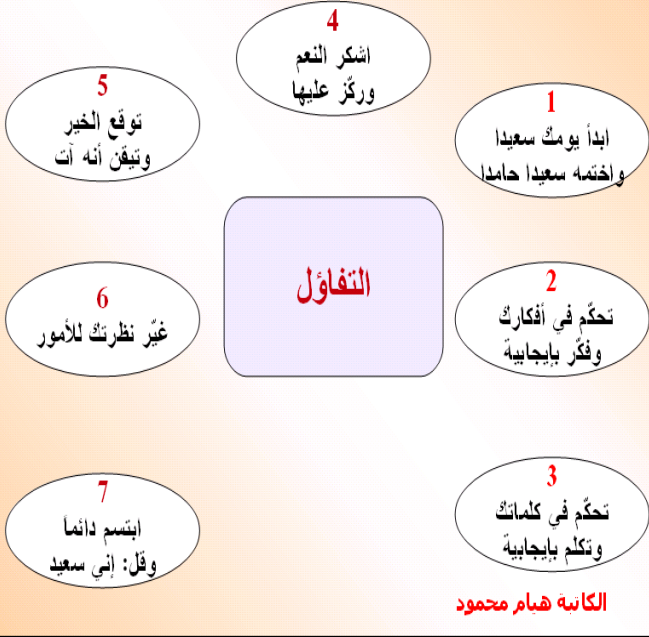 التفاؤل
1
ابدأ يومك سعيدا
واختمه سعيدا حامدا
2
تحكّم في أفكارك
وفكّر بإيجابية
3
تحكّم في كلماتك
وتكلم بإيجابية
4
اشكر النعم
وركّز عليها
5
توقع الخير
وتيقن أنه آت
6
غيّر نظرتك للأمور
7
ابتسم دائماً
وقل: إني سعيد
الكاتبة هيام محمود